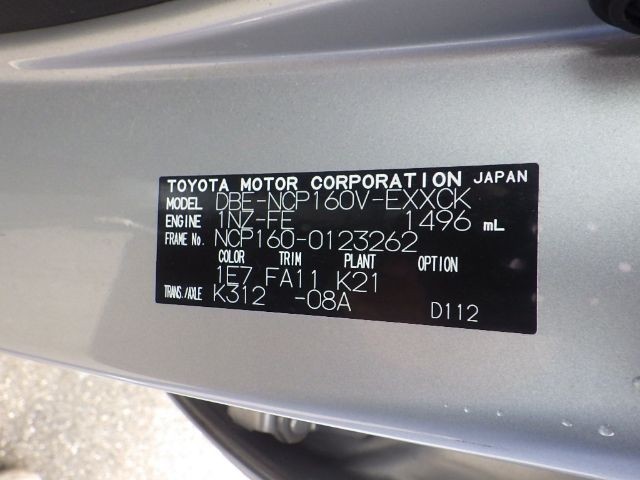 TOYOTA MOTOR CORPORATION JAPAN
MODEL DBE-NCP160V-EXXCK
ENGINE 1NZ-FE 1496 mL
FRAME No. NCP160-0123262
COLOR TRIM PLANT OPTION
1E7 FA11 K21
TRANS./AXLE K312 -08A
D112